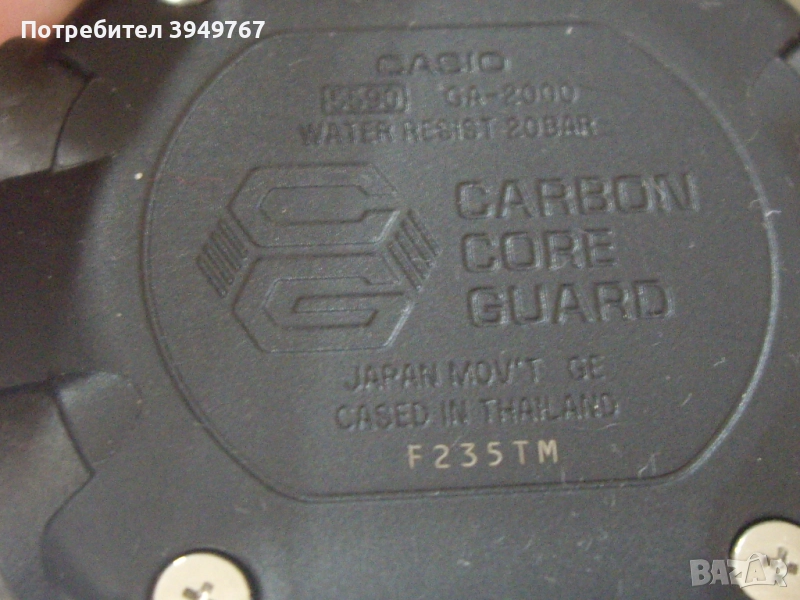 Потребител 3949767
CASIO
5590 GA-2000
WATER RESIST 20BAR
CARBON
CORE
GUARD
JAPAN MOV'T GE
CASED IN THAILAND
F235TM
BAZAR